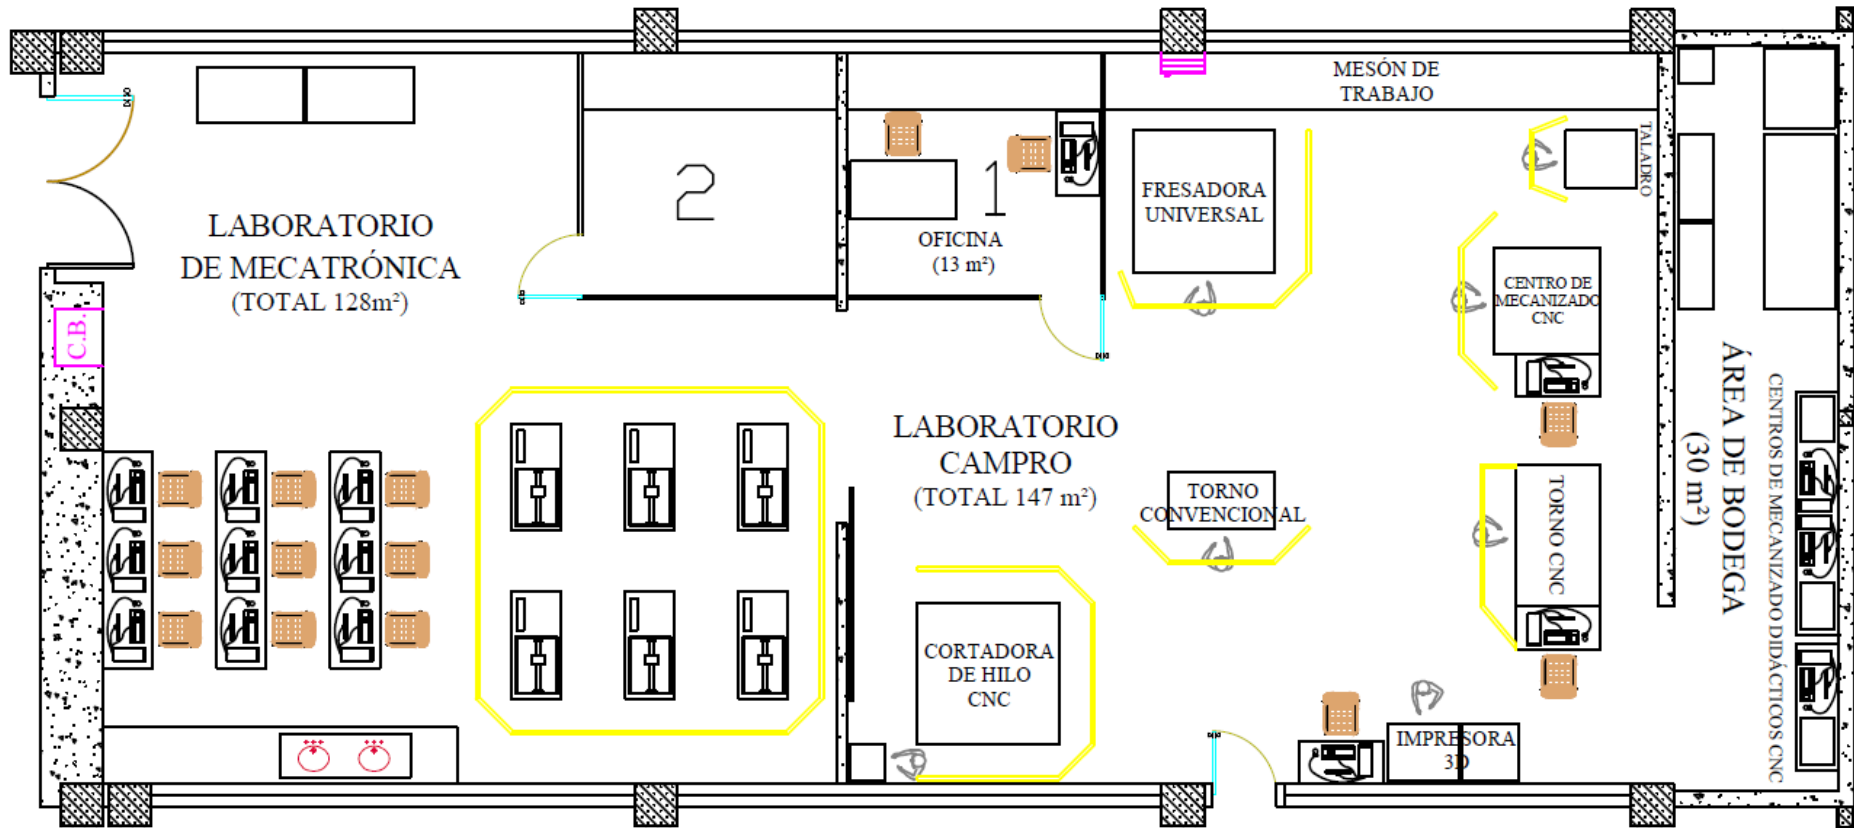 LABORATORIO
DE MECATRÓNICA
(TOTAL 128m²)
C.B.
2
1
OFICINA
(13 m²)
MESÓN DE
TRABAJO
FRESADORA
UNIVERSAL
TALADRO
CENTRO DE
MECANIZADO
CNC
LABORATORIO
CAMPRO
(TOTAL 147 m²)
TORNO
CONVENCIONAL
TORNO CNC
CORTADORA
DE HILO
CNC
IMPRESORA
3D
ÁREA DE BODEGA
(30 m²)
CENTROS DE MECANIZADO DIDÁCTICOS CNC